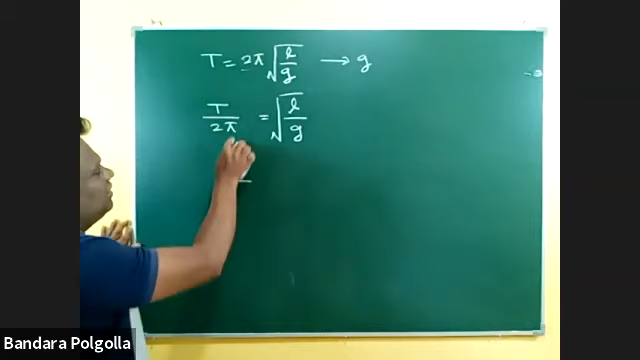 T = 2π √(l/g) → g
T/2π = √(l/g)
Bandara Polgolla